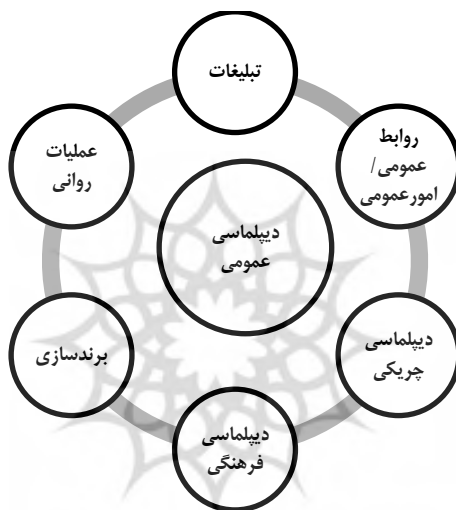 تبلیغات
روابط
عمومی/
امورعمومی
عملیات
روانی
دیپلماسی
عمومی
دیپلماسی
چریکی
برندسازی
دیپلماسی
فرهنگی